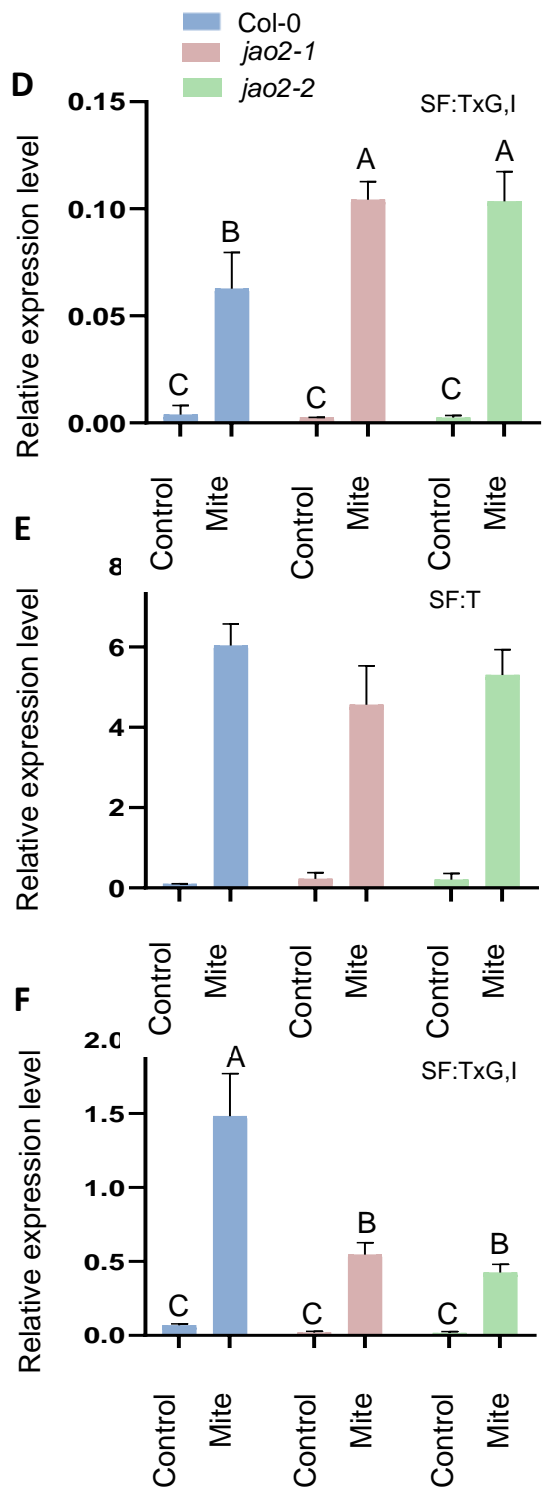 Col-0
jao2-1
jao2-2
D
SF:TxG,I
Relative expression level
0.15
0.10
0.05
0.00
C
B
C
A
C
A
Control
Mite
Control
Mite
Control
Mite
E
SF:T
Relative expression level
8
6
4
2
0
Control
Mite
Control
Mite
Control
Mite
F
SF:TxG,I
Relative expression level
2.0
1.5
1.0
0.5
0.0
C
A
C
B
C
B
Control
Mite
Control
Mite
Control
Mite